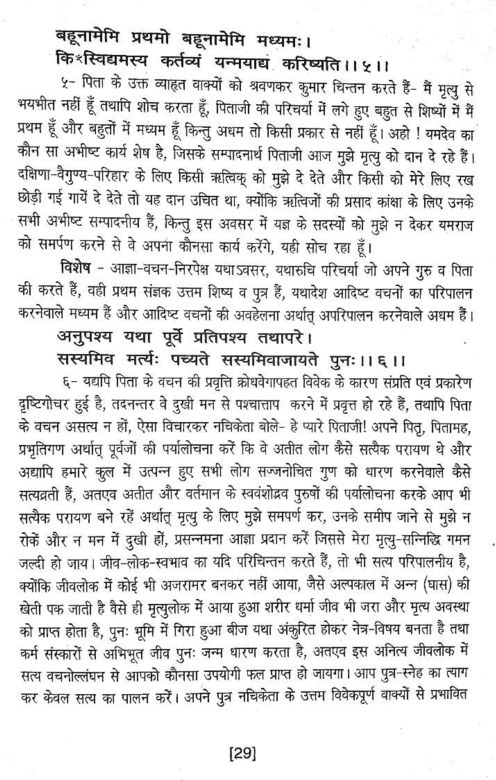 बहूनामेमि प्रथमो बहूनामेमि मध्यमः।
कि*स्विद्यमस्य कर्तव्यं यन्मयाद्यं करिष्यति।।५।।
५- पिता के उक्त व्याहृत वाक्यों को श्रवणकर कुमार चिन्तन करते हैं- मैं मृत्यु से
भयभीत नहीं हूँ तथापि शोच करता हूँ, पिताजी की परिचर्या में लगे हुए बहुत से शिष्यों में मैं
प्रथम हूँ और बहुतों में मध्यम हूँ किन्तु अधम तो किसी प्रकार से नहीं हूँ। अहो ! यमदेव का
कौन सा अभीष्ट कार्य शेष है, जिसके सम्पादनार्थ पिताजी आज मुझे मृत्यु को दान दे रहे हैं।
दक्षिणा-वैगुण्य-परिहार के लिए किसी ऋत्विक् को मुझे दे देते और किसी को मेरे लिए रख
छोड़ी गई गायें दे देते तो यह दान उचित था, क्योंकि ऋत्विजों की प्रसाद कांक्षा के लिए उनके
सभी अभीष्ट सम्पादनीय हैं, किन्तु इस अवसर में यज्ञ के सदस्यों को मुझे न देकर यमराज
को समर्पण करने से वे अपना कौनसा कार्य करेंगे, यही सोच रहा हूँ।
विशेष - आज्ञा-वचन-निरपेक्ष यथाऽवसर, यथारुचि परिचर्या जो अपने गुरु व पिता
की करते हैं, वही प्रथम संज्ञक उत्तम शिष्य व पुत्र हैं, यथादेश आदिष्ट वचनों का परिपालन
करनेवाले मध्यम हैं और आदिष्ट वचनों की अवहेलना अर्थात् अपरिपालन करनेवाले अधम हैं।
अनुपश्य यथा पूर्वे प्रतिपश्य तथापरे।
सस्यमिव मर्त्यः पच्यते सस्यमिवाजायते पुनः।।६।।
६- यद्यपि पिता के वचन की प्रवृत्ति क्रोधवेगापहत विवेक के कारण संप्रति एवं प्रकारेण
दृष्टिगोचर हुई है, तदनन्तर वे दुखी मन से पश्चात्ताप करने में प्रवृत्त हो रहे हैं, तथापि पिता
के वचन असत्य न हों, ऐसा विचारकर नचिकेता बोले- हे प्यारे पिताजी! अपने पितृ, पितामह,
प्रभृतिगण अर्थात् पूर्वजों की पर्यालोचना करें कि वे अतीत लोग कैसे सत्यैक परायण थे और
अद्यापि हमारे कुल में उत्पन्न हुए सभी लोग सज्जनोचित गुण को धारण करनेवाले कैसे
सत्यव्रती हैं, अतएव अतीत और वर्तमान के स्ववंशोद्भव पुरुषों की पर्यालोचना करके आप भी
सत्यैक परायण बने रहें अर्थात् मृत्यु के लिए मुझे समर्पण कर, उनके समीप जाने से मुझे न
रोकें और न मन में दुखी हों, प्रसन्नमना आज्ञा प्रदान करें जिससे मेरा मृत्यु-सन्निद्धि गमन
जल्दी हो जाय। जीव-लोक-स्वभाव का यदि परिचिन्तन करते हैं, तो भी सत्य परिपालनीय है,
क्योंकि जीवलोक में कोई भी अजरामर बनकर नहीं आया, जैसे अल्पकाल में अन्न (घास) की
खेती पक जाती है वैसे ही मृत्युलोक में आया हुआ शरीर धर्मा जीव भी जरा और मृत्य अवस्था
को प्राप्त होता है, पुनः भूमि में गिरा हुआ बीज यथा अंकुरित होकर नेत्र-विषय बनता है तथा
कर्म संस्कारों से अभिभूत जीव पुनः जन्म धारण करता है, अतएव इस अनित्य जीवलोक में
सत्य वचनोल्लंघन से आपको कौनसा उपयोगी फल प्राप्त हो जायगा। आप पुत्र-स्नेह का त्याग
कर केवल सत्य का पालन करें। अपने पुत्र नचिकेता के उत्तम विवेकपूर्ण वाक्यों से प्रभावित
[29]